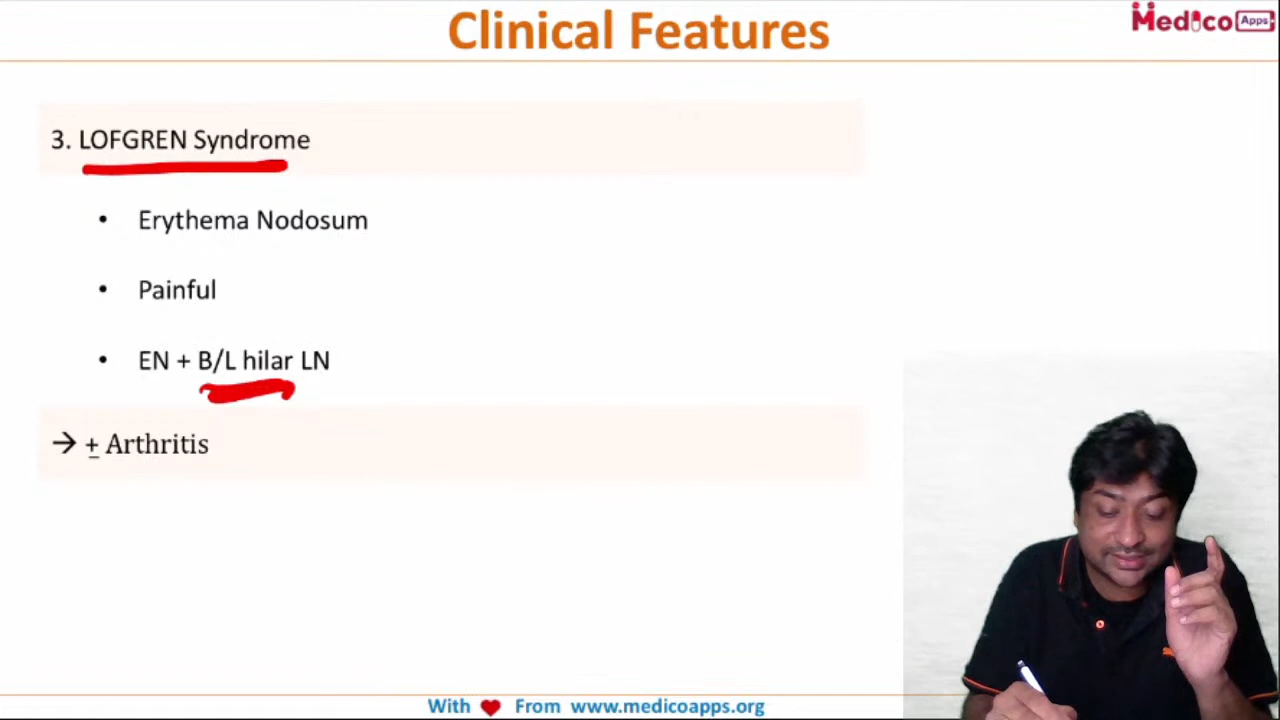 Clinical Features
Medico Apps
3. LOFGREN Syndrome
• Erythema Nodosum
• Painful
• EN + B/L hilar LN
→ ± Arthritis
With ❤ From www.medicoapps.org